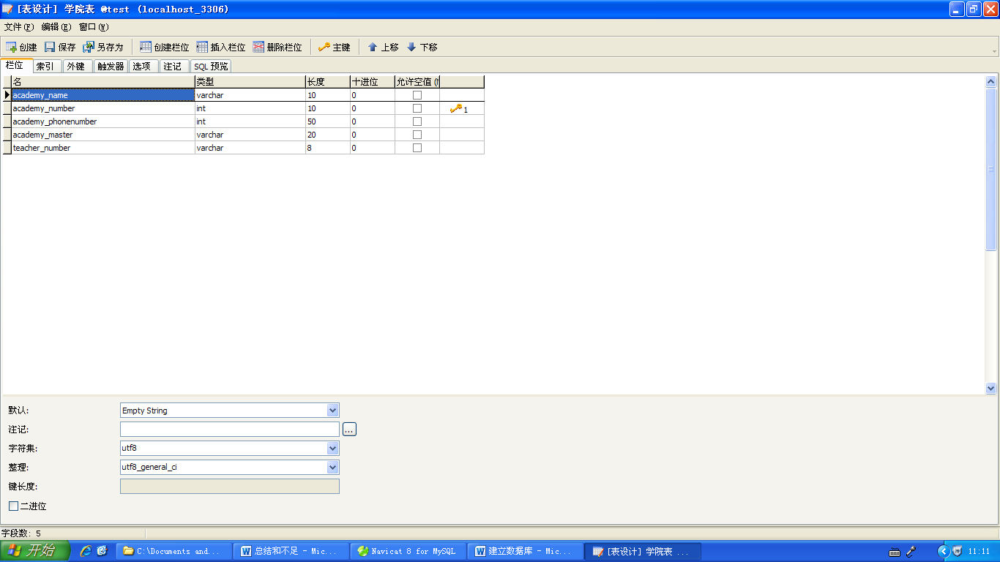 [表设计] 学院表 @test (localhost_3306)
文件(F) 编辑(E) 窗口(W)
创建 保存 另存为 创建栏位 插入栏位 删除栏位 主键 上移 下移
栏位 索引 外键 触发器 选项 注记 SQL 预览
名 类型 长度 十进位 允许空值 (
academy_name varchar 10 0
academy_number int 10 0 1
academy_phonenumber int 50 0
academy_master varchar 20 0
teacher_number varchar 8 0
默认: Empty String
注记: ...
字符集: utf8
整理: utf8_general_ci
键长度:
二进位
字段数: 5
开始 C:\Documents and... 总结和不足 - Mic... Navicat 8 for MySQL 建立数据库 - Mic... [表设计] 学院表 ... 11:11